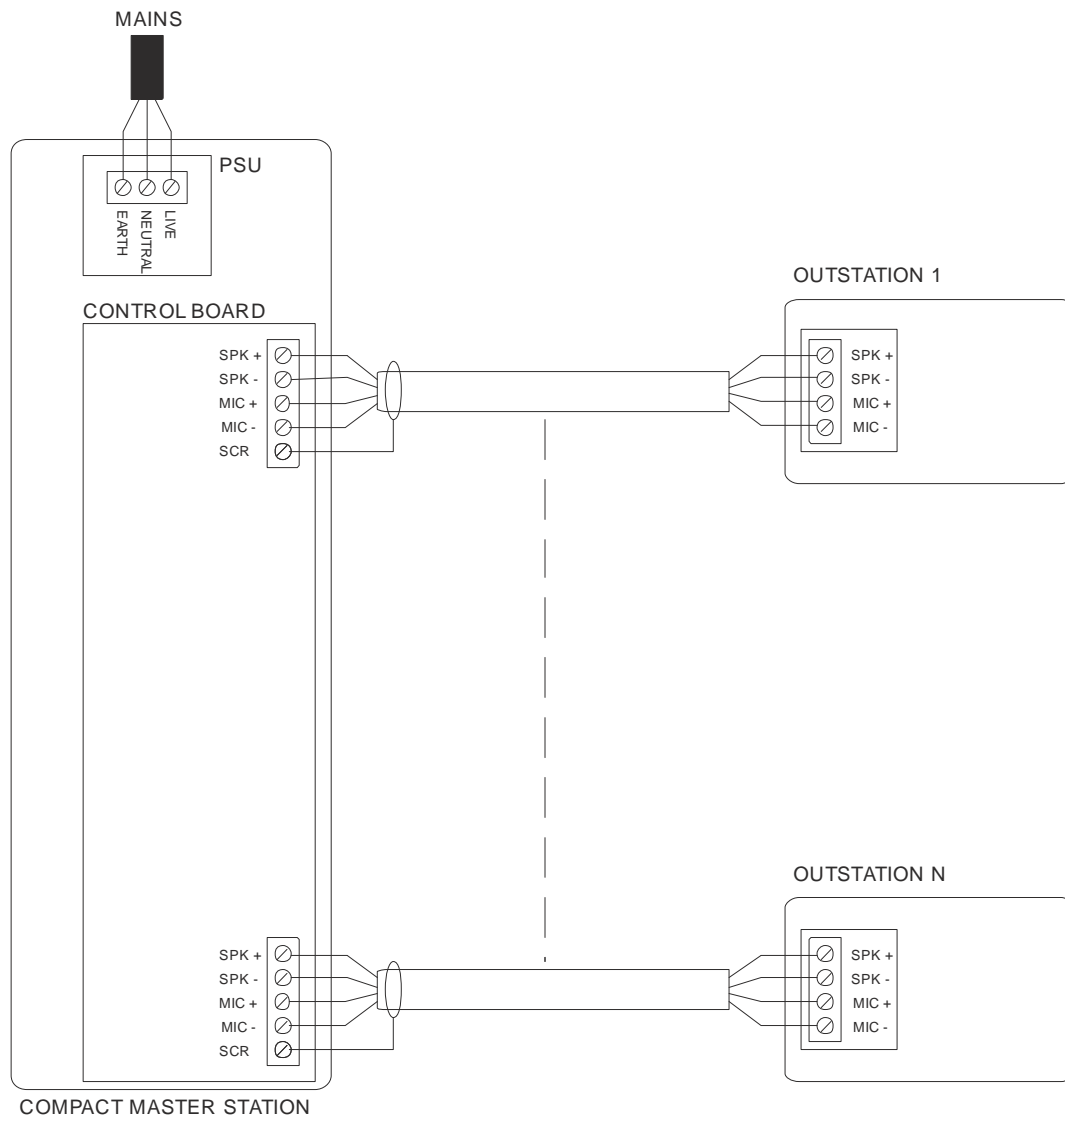 MAINS
PSU
EARTH
NEUTRAL
LIVE
CONTROL BOARD
SPK +
SPK -
MIC +
MIC -
SCR
OUTSTATION 1
SPK +
SPK -
MIC +
MIC -
OUTSTATION N
SPK +
SPK -
MIC +
MIC -
SCR
SPK +
SPK -
MIC +
MIC -
COMPACT MASTER STATION